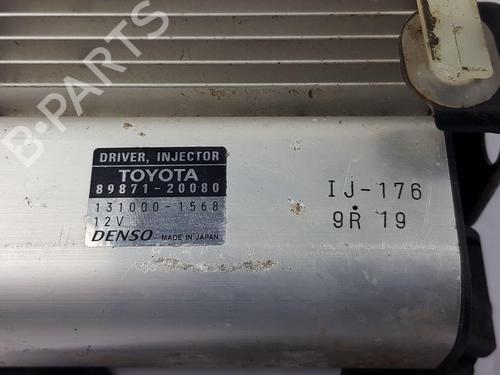 B-PARTS
DRIVER, INJECTOR
TOYOTA
89871-20080
131000-1568
12V
DENSO MADE IN JAPAN
IJ-176
9R 19